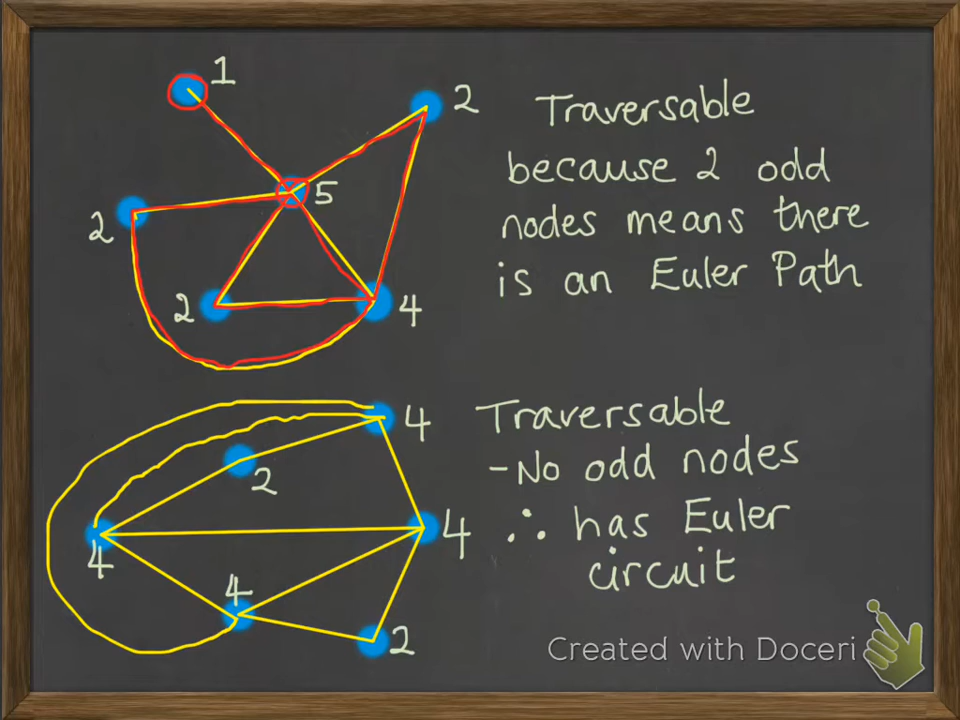 1
2
Traversable
because 2 odd
2
5
nodes means there
2
4
is an Euler Path
4
Traversable
2
-No odd nodes
4
4
∴ has Euler
4
circuit
2
Created with Doceri